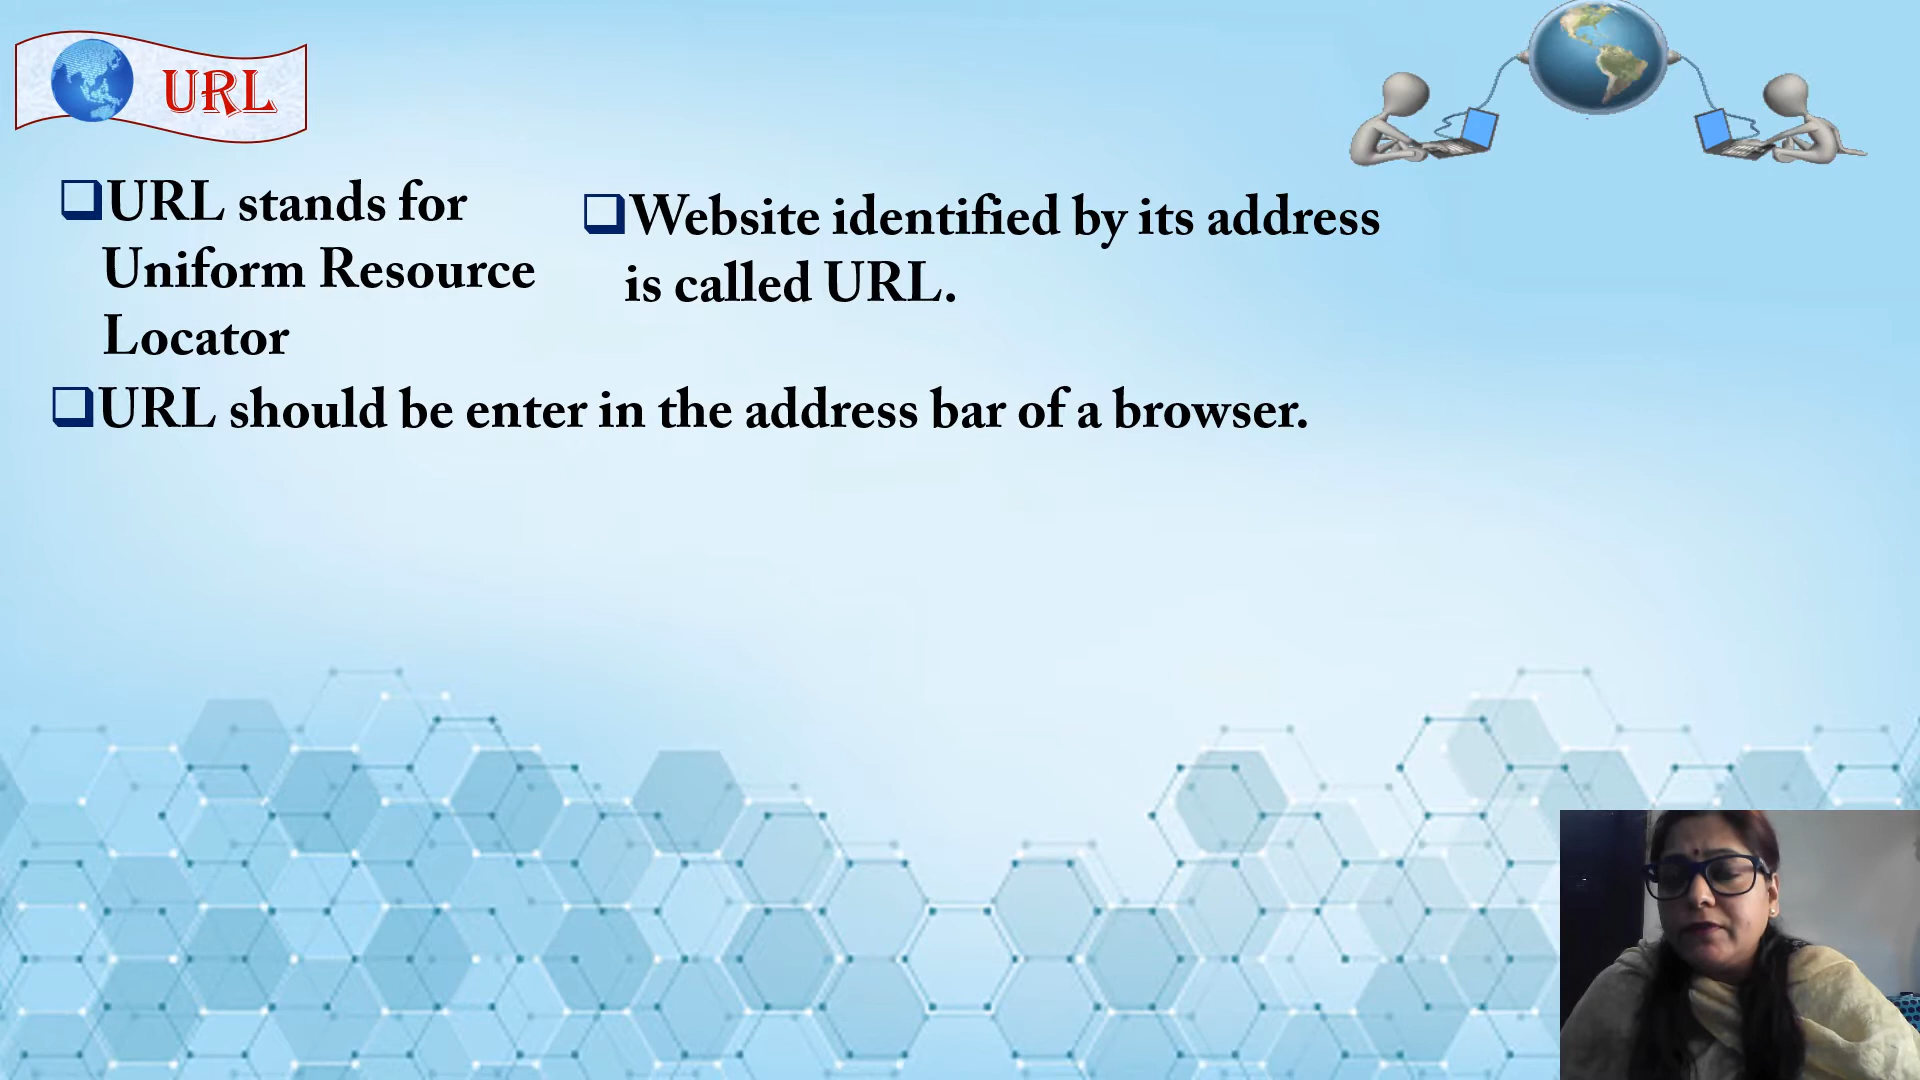 URL
URL stands for
Uniform Resource
Locator
Website identified by its address
is called URL.
URL should be enter in the address bar of a browser.